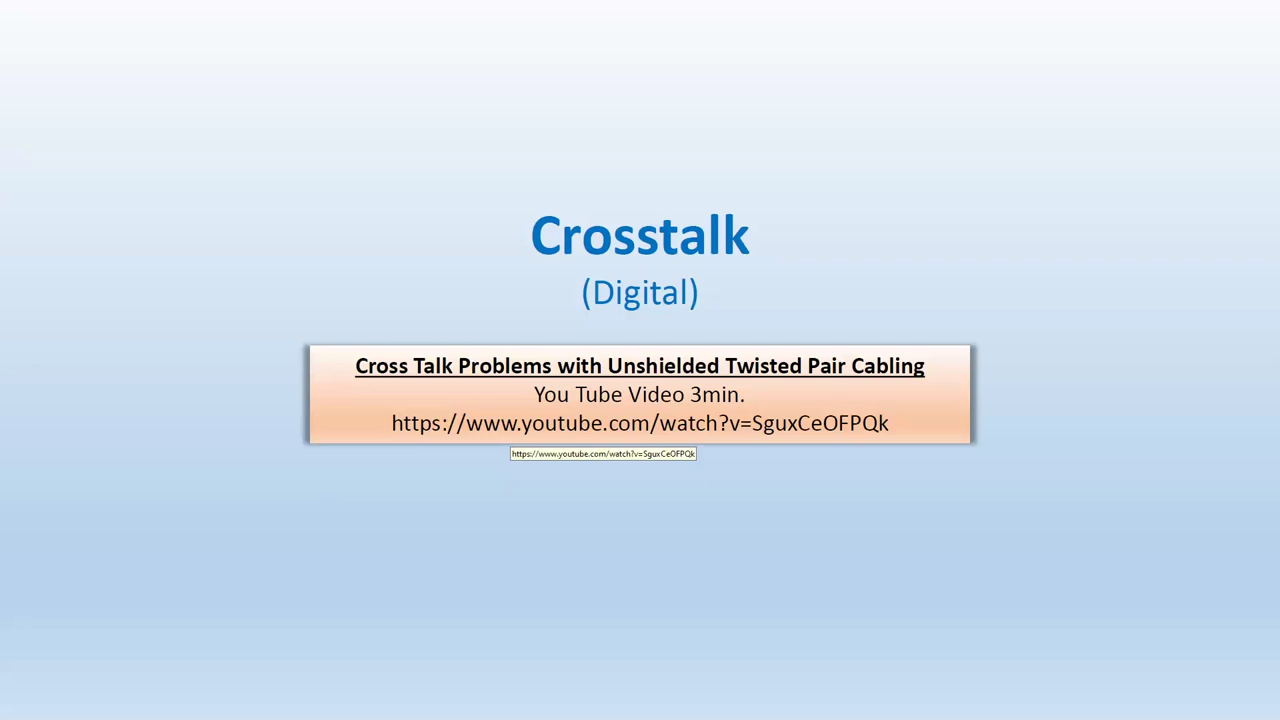 Crosstalk
(Digital)
Cross Talk Problems with Unshielded Twisted Pair Cabling
You Tube Video 3min.
https://www.youtube.com/watch?v=SguxCeOFPQk
https://www.youtube.com/watch?v=SguxCeOFPQk